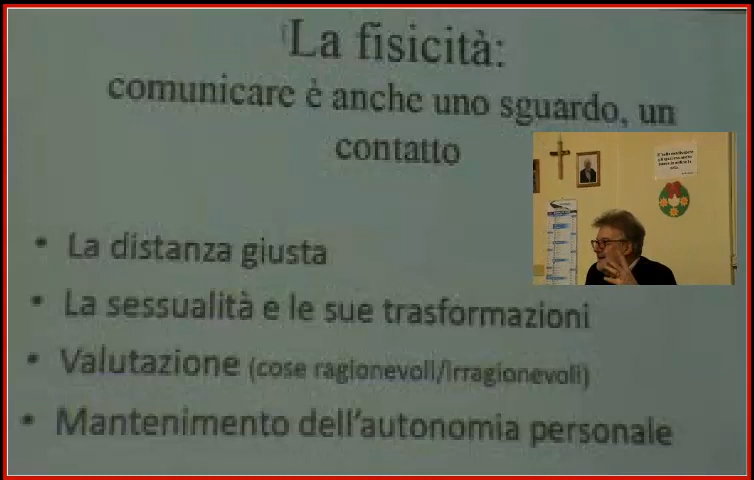 La fisicità:
comunicare è anche uno sguardo, un
contatto
• La distanza giusta
• La sessualità e le sue trasformazioni
• Valutazione (cose ragionevoli/irragionevoli)
• Mantenimento dell'autonomia personale